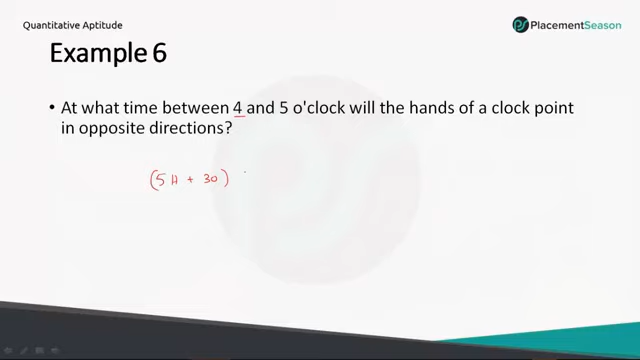 Quantitative Aptitude
PlacementSeason
Example 6
• At what time between 4 and 5 o'clock will the hands of a clock point
in opposite directions?
(5H + 30)